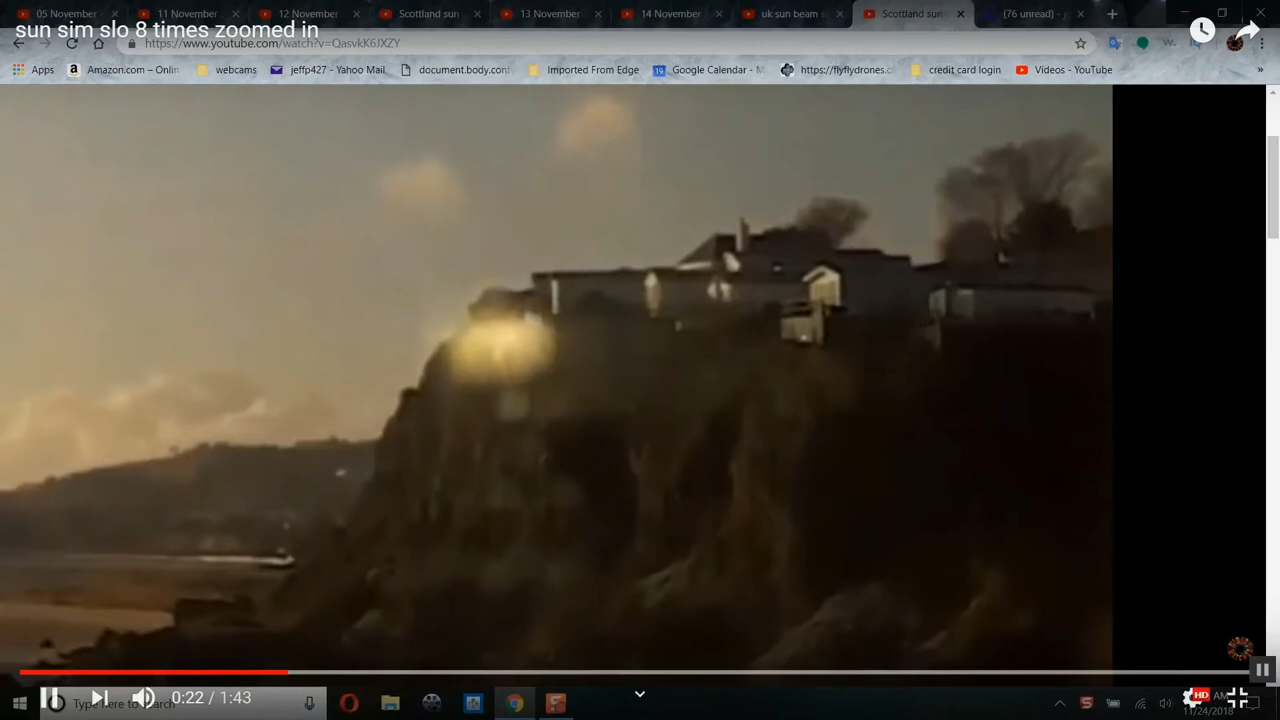 05 November
11 November
12 November
Scottland sun
13 November
14 November
uk sun beam s
Scottland sun
(76 unread) - j
sun sim slo 8 times zoomed in
https://www.youtube.com/watch?v=QasvkK6JXZY
Apps
Amazon.com – Onlin
webcams
jeffp427 - Yahoo Mail
document.body.cont
Imported From Edge
Google Calendar - M
https://flyflydrones.c
credit card login
Videos - YouTube
»
0:22 / 1:43
Type here to search
HD
AM
11/24/2018